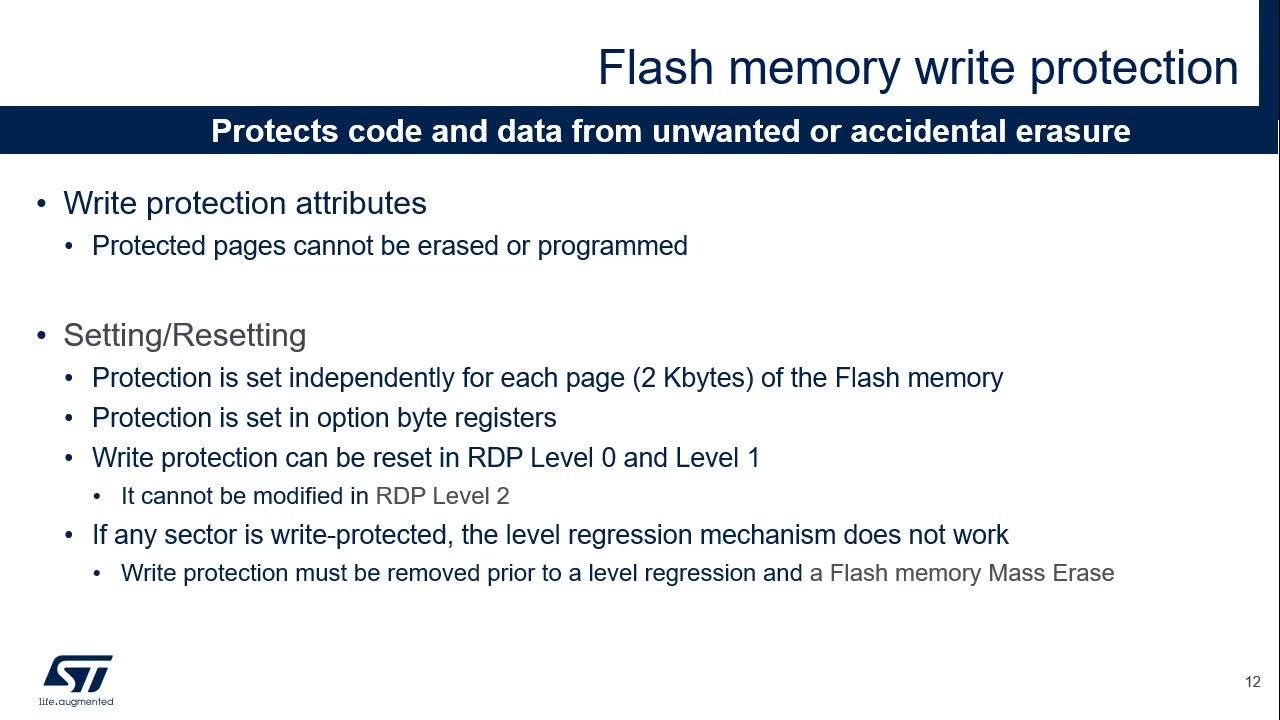 Flash memory write protection
Protects code and data from unwanted or accidental erasure
• Write protection attributes
• Protected pages cannot be erased or programmed
• Setting/Resetting
• Protection is set independently for each page (2 Kbytes) of the Flash memory
• Protection is set in option byte registers
• Write protection can be reset in RDP Level 0 and Level 1
• It cannot be modified in RDP Level 2
• If any sector is write-protected, the level regression mechanism does not work
• Write protection must be removed prior to a level regression and a Flash memory Mass Erase
ST
life.augmented
12